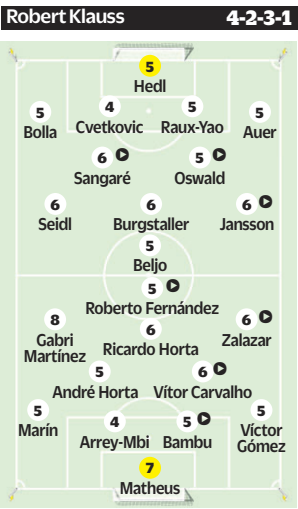 Robert Klauss 4-2-3-1
5
Hedl
5 4 5 5
Bolla Cvetkovic Raux-Yao Auer
6 5
Sangaré Oswald
6 6 6
Seidl Burgstaller Jansson
5
Beljo
5
Roberto Fernández
8 6 6
Gabri
Martínez Ricardo Horta Zalazar
5 6
André Horta Vítor Carvalho
5 4 5 5
Marín Arrey-Mbi Bambu Víctor
Gómez
7
Matheus